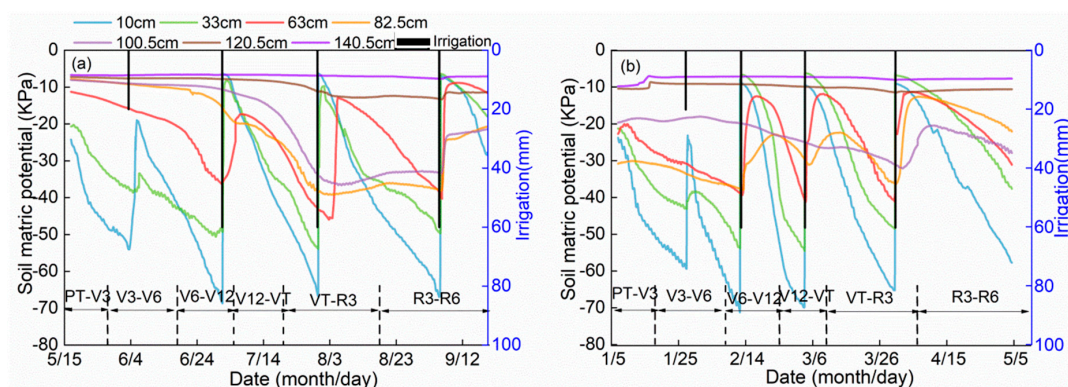 10cm 33cm 63cm 82.5cm
100.5cm 120.5cm 140.5cm Irrigation
(a)
Soil matric potential (KPa)
0
-10
-20
-30
-40
-50
-60
-70
-80
PT-V3 V3-V6 V6-V12 V12-VT VT-R3 R3-R6
5/15 6/4 6/24 7/14 8/3 8/23 9/12
Date (month/day)
0
20
40
60
80
100
Irrigation(mm)
(b)
Soil matric potential (KPa)
0
-10
-20
-30
-40
-50
-60
-70
-80
PT-V3 V3-V6 V6-V12 V12-VT VT-R3 R3-R6
1/5 1/25 2/14 3/6 3/26 4/15 5/5
Date (month/day)
0
20
40
60
80
100
Irrigation(mm)